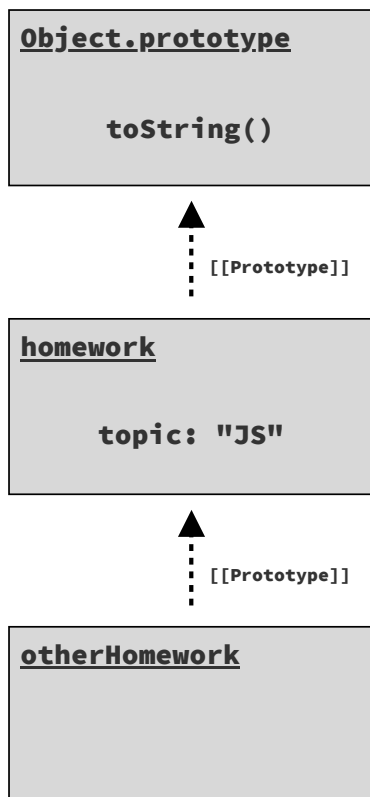 Object.prototype
toString()
[[Prototype]]
homework
topic: "JS"
[[Prototype]]
otherHomework